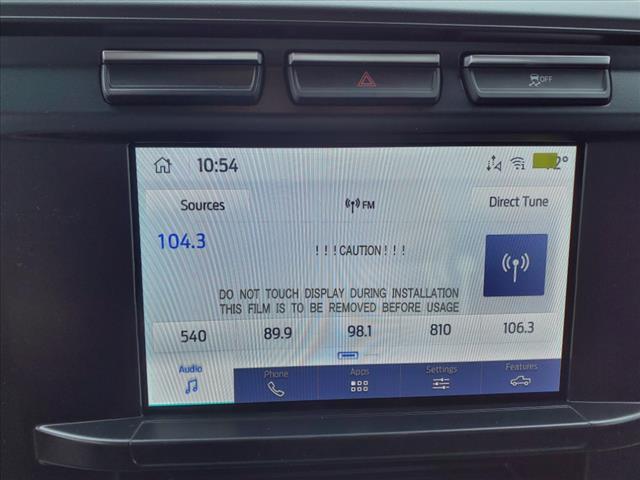 OFF
10:54
Sources
FM
Direct Tune
104.3
! ! ! CAUTION ! ! !
DO NOT TOUCH DISPLAY DURING INSTALLATION
THIS FILM IS TO BE REMOVED BEFORE USAGE
540 89.9 98.1 810 106.3
Audio Phone Apps Settings Features